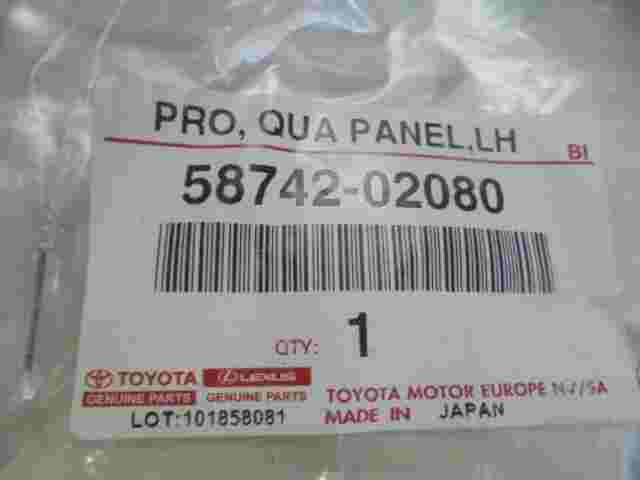 PRO, QUA PANEL,LH
BI
58742-02080
QTY: 1
TOYOTA LEXUS
GENUINE PARTS GENUINE PARTS
LOT:101858081
TOYOTA MOTOR EUROPE NV/SA
MADE IN JAPAN